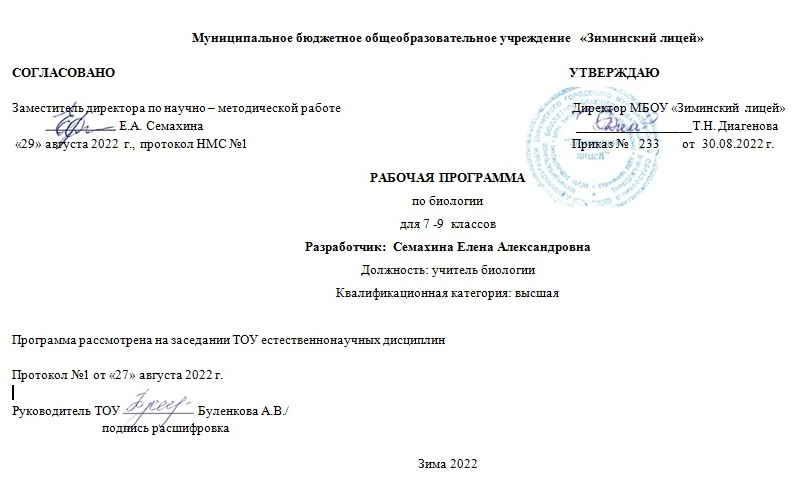 Муниципальное бюджетное общеобразовательное учреждение «Зиминский лицей»
СОГЛАСОВАНО УТВЕРЖДАЮ
Заместитель директора по научно – методической работе Директор МБОУ «Зиминский лицей»
____________ Е.А. Семахина __________________Т.Н. Диагенова
«29» августа 2022 г., протокол НМС №1 Приказ № 233 от 30.08.2022 г.
РАБОЧАЯ ПРОГРАММА
по биологии
для 7 -9 классов
Разработчик: Семахина Елена Александровна
Должность: учитель биологии
Квалификационная категория: высшая
Программа рассмотрена на заседании ТОУ естественнонаучных дисциплин
Протокол №1 от «27» августа 2022 г.
Руководитель ТОУ ____________ Буленкова А.В./
подпись расшифровка
Зима 2022